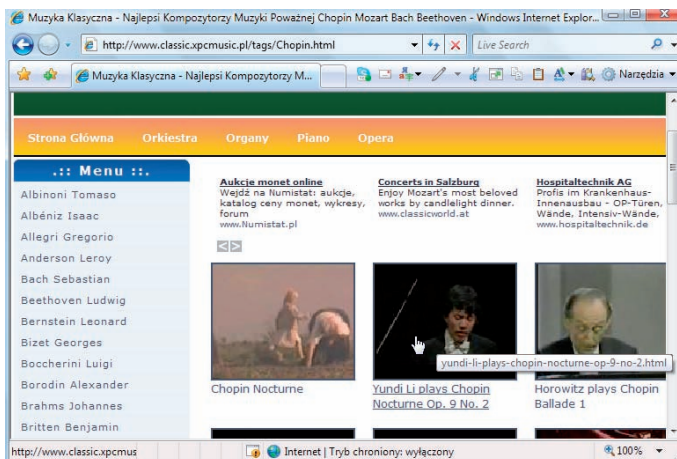 Muzyka Klasyczna - Najlepsi Kompozytorzy Muzyki Poważnej Chopin Mozart Bach Beethoven - Windows Internet Explor...
http://www.classic.xpcmusic.pl/tags/Chopin.html
Live Search
Muzyka Klasyczna - Najlepsi Kompozytorzy M...
Narzędzia
Strona Główna Orkiestra Organy Piano Opera
.:: Menu ::.
Albinoni Tomaso
Albéniz Isaac
Allegri Gregorio
Anderson Leroy
Bach Sebastian
Beethoven Ludwig
Bernstein Leonard
Bizet Georges
Boccherini Luigi
Borodin Alexander
Brahms Johannes
Britten Benjamin
Aukcje monet online
Wejdź na Numistat: aukcje,
katalog ceny monet, wykresy,
forum
www.Numistat.pl
Concerts in Salzburg
Enjoy Mozart's most beloved
works by candlelight dinner.
www.classicworld.at
Hospitaltechnik AG
Profis im Krankenhaus-
Innenausbau - OP-Türen,
Wände, Intensiv-Wände,
www.hospitaltechnik.de
yundi-li-plays-chopin-nocturne-op-9-no-2.html
Chopin Nocturne
Yundi Li plays Chopin
Nocturne Op. 9 No. 2
Horowitz plays Chopin
Ballade 1
http://www.classic.xpcmus
Internet | Tryb chroniony: wyłączony
100%